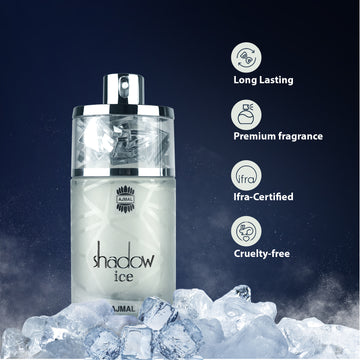 Long Lasting
Premium fragrance
ifra
Ifra-Certified
Cruelty-free
AJMAL
shadow
ice
AJMAL